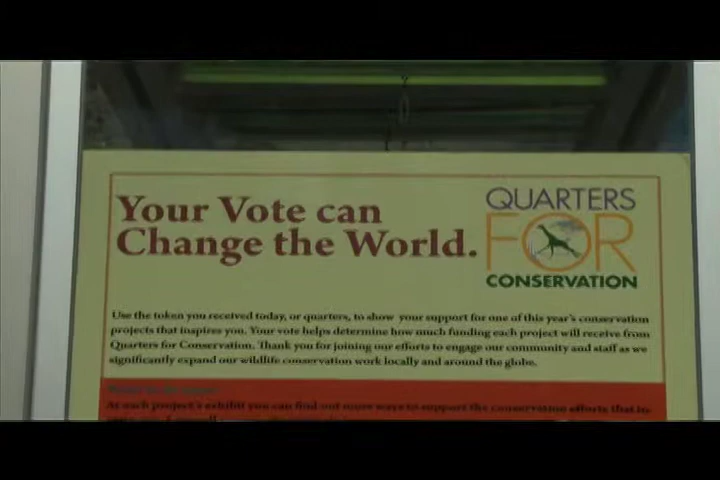 Your Vote can
Change the World.
QUARTERS
FOR
CONSERVATION
Use the token you received today, or quarters, to show your support for one of this year's conservation
projects that inspires you. Your vote helps determine how much funding each project will receive from
Quarters for Conservation. Thank you for joining our efforts to engage our community and staff as we
significantly expand our wildlife conservation work locally and around the globe.
At each project's exhibit you can find out more ways to support the conservation efforts that in-